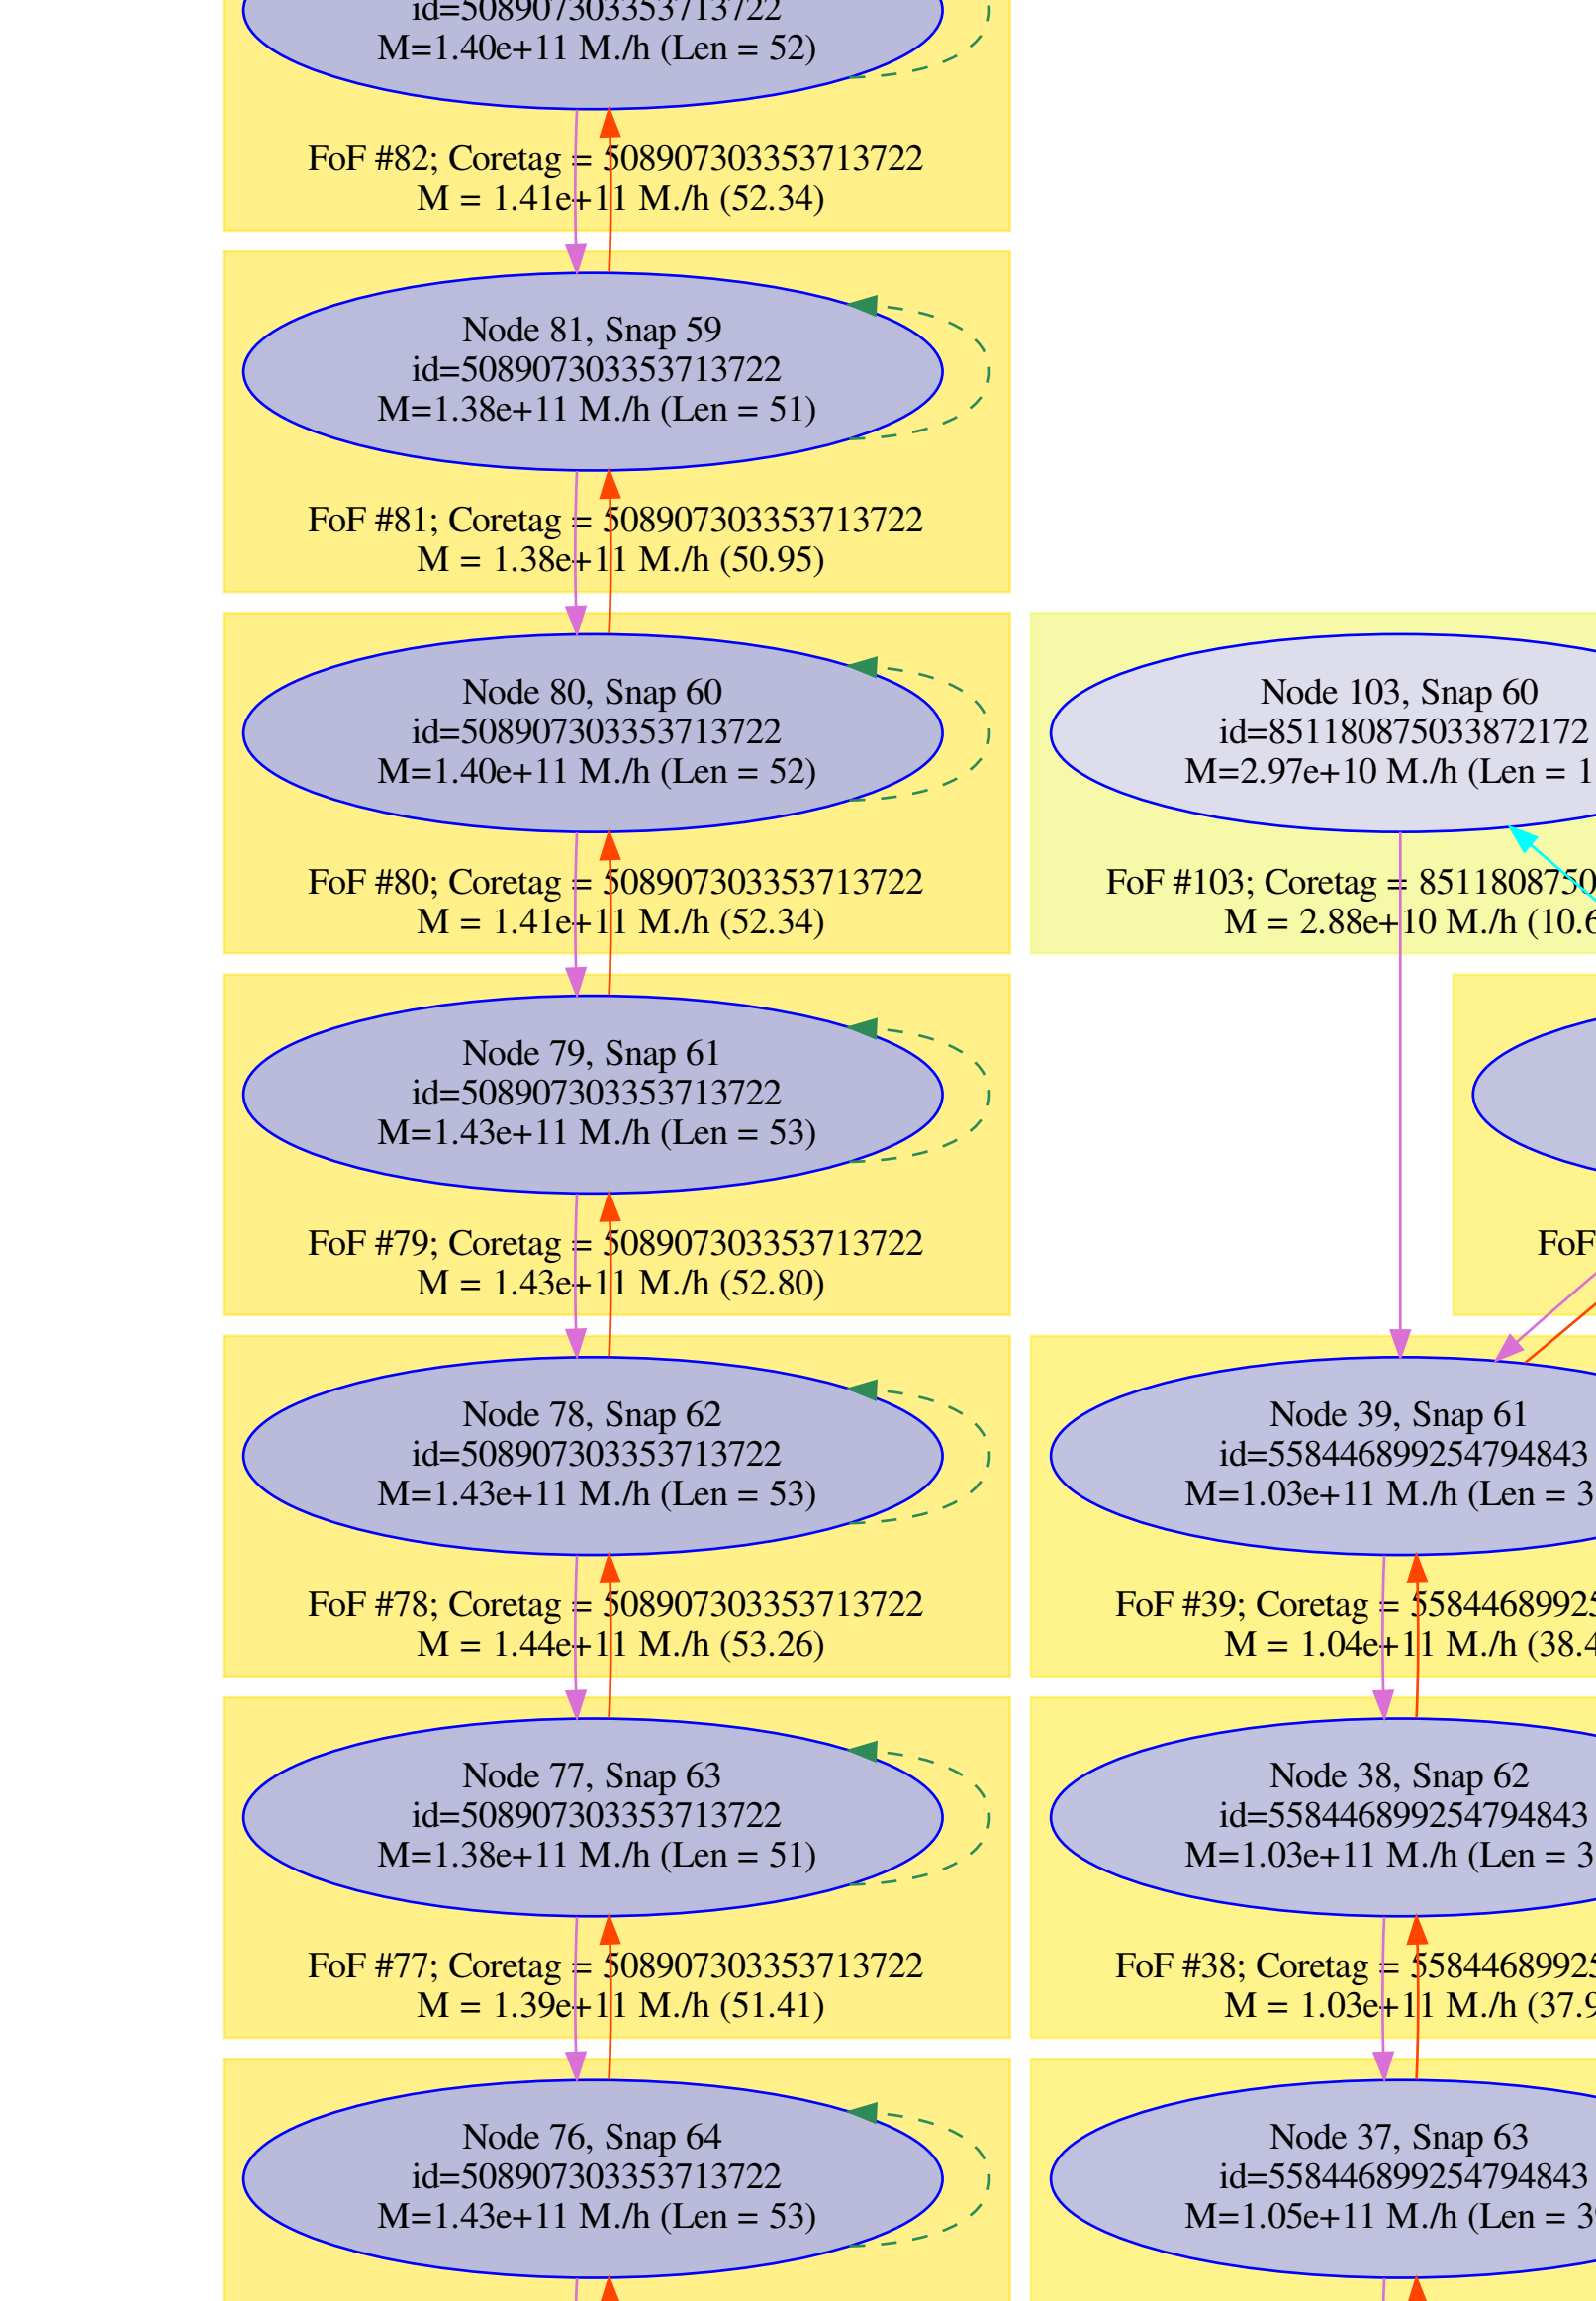 id=508907303353713722
M=1.40e+11 M./h (Len = 52)
FoF #82; Coretag = 508907303353713722
M = 1.41e+11 M./h (52.34)
Node 81, Snap 59
id=508907303353713722
M=1.38e+11 M./h (Len = 51)
FoF #81; Coretag = 508907303353713722
M = 1.38e+11 M./h (50.95)
Node 80, Snap 60
id=508907303353713722
M=1.40e+11 M./h (Len = 52)
FoF #80; Coretag = 508907303353713722
M = 1.41e+11 M./h (52.34)
Node 103, Snap 60
id=851180875033872172
M=2.97e+10 M./h (Len = 1
FoF #103; Coretag = 8511808750
M = 2.88e+10 M./h (10.6
Node 79, Snap 61
id=508907303353713722
M=1.43e+11 M./h (Len = 53)
FoF #79; Coretag = 508907303353713722
M = 1.43e+11 M./h (52.80)
FoF
Node 78, Snap 62
id=508907303353713722
M=1.43e+11 M./h (Len = 53)
FoF #78; Coretag = 508907303353713722
M = 1.44e+11 M./h (53.26)
Node 39, Snap 61
id=558446899254794843
M=1.03e+11 M./h (Len = 3
FoF #39; Coretag = 5584468992
M = 1.04e+11 M./h (38.4
Node 77, Snap 63
id=508907303353713722
M=1.38e+11 M./h (Len = 51)
FoF #77; Coretag = 508907303353713722
M = 1.39e+11 M./h (51.41)
Node 38, Snap 62
id=558446899254794843
M=1.03e+11 M./h (Len = 3
FoF #38; Coretag = 5584468992
M = 1.03e+11 M./h (37.9
Node 76, Snap 64
id=508907303353713722
M=1.43e+11 M./h (Len = 53)
Node 37, Snap 63
id=558446899254794843
M=1.05e+11 M./h (Len = 3